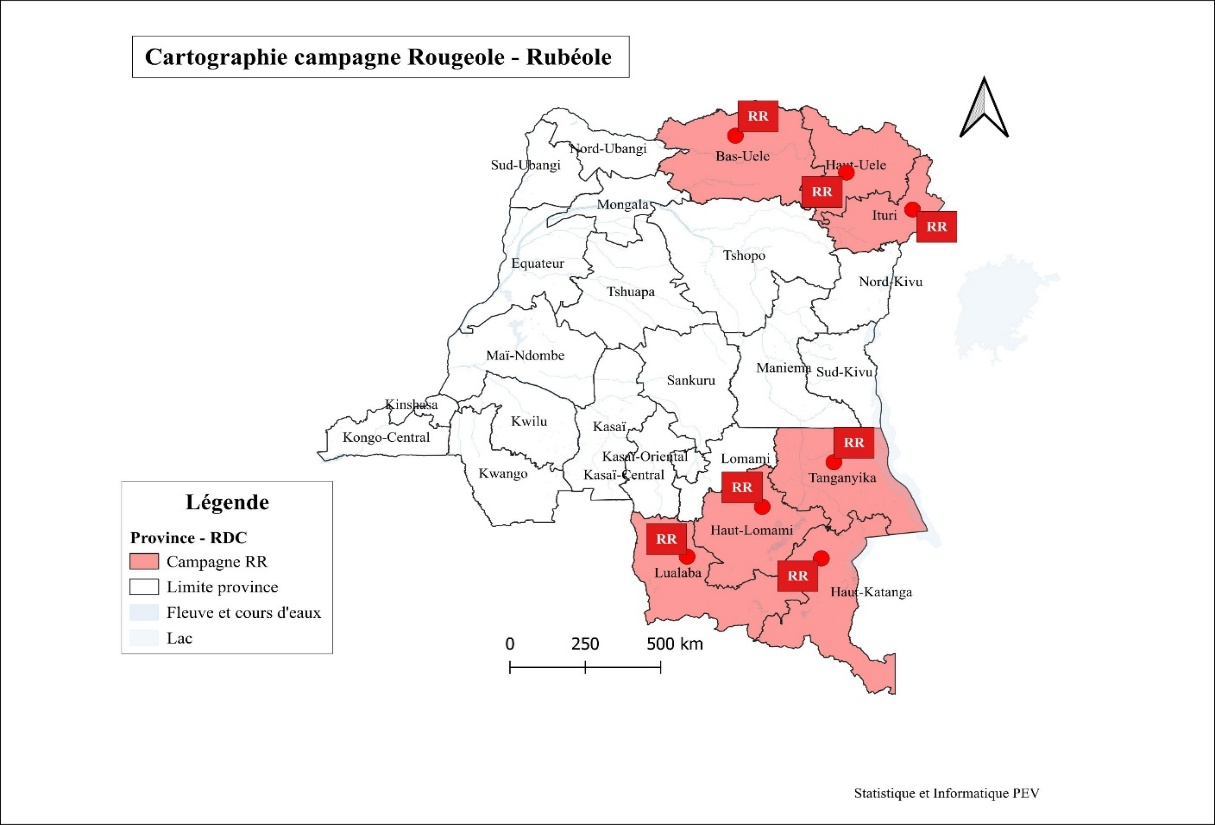 Cartographie campagne Rougeole - Rubéole
RR
Nord-Ubangi
Sud-Ubangi
Bas-Uele
Haut-Uele
RR
Mongala
Ituri
RR
Tshopo
Equateur
Nord-Kivu
Tshuapa
Maï-Ndombe
Maniema
Sud-Kivu
Sankuru
Kinshasa
Kwilu
Kasaï
Kongo-Central
RR
Kasaï-Oriental
Lomami
Kwango
Kasaï-Central
Tanganyika
RR
Haut-Lomami
RR
Lualaba
RR
Haut-Katanga
Légende
Province - RDC
Campagne RR
Limite province
Fleuve et cours d'eaux
Lac
0 250 500 km
Statistique et Informatique PEV